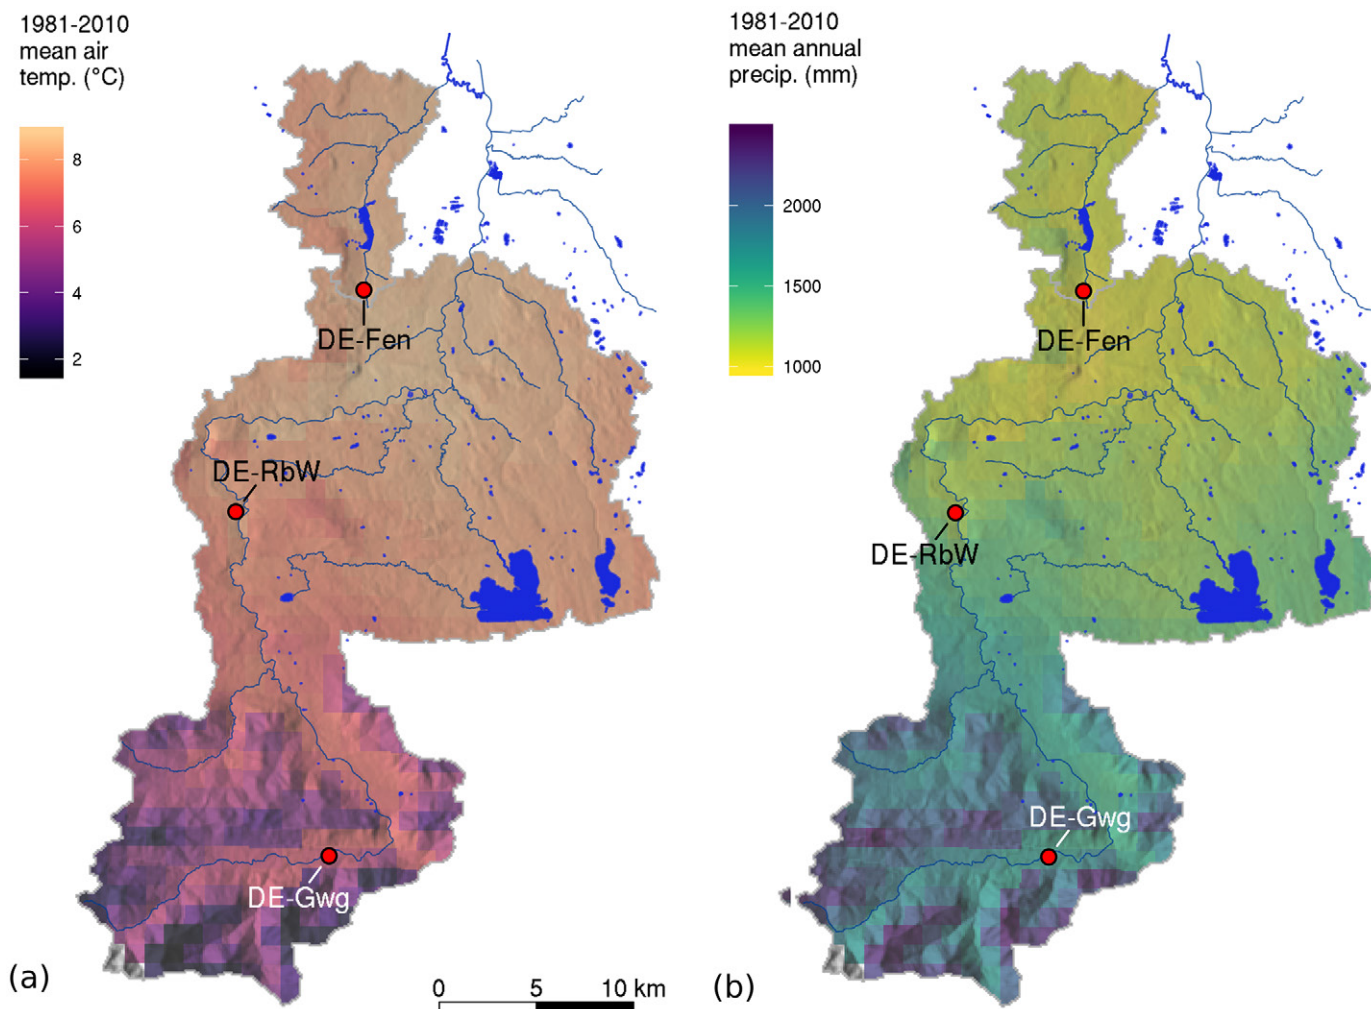 1981-2010
mean air
temp. (°C)
8
6
4
2
DE-Fen
DE-RbW
DE-Gwg
(a)
0 5 10 km
1981-2010
mean annual
precip. (mm)
2000
1500
1000
DE-Fen
DE-RbW
DE-Gwg
(b)